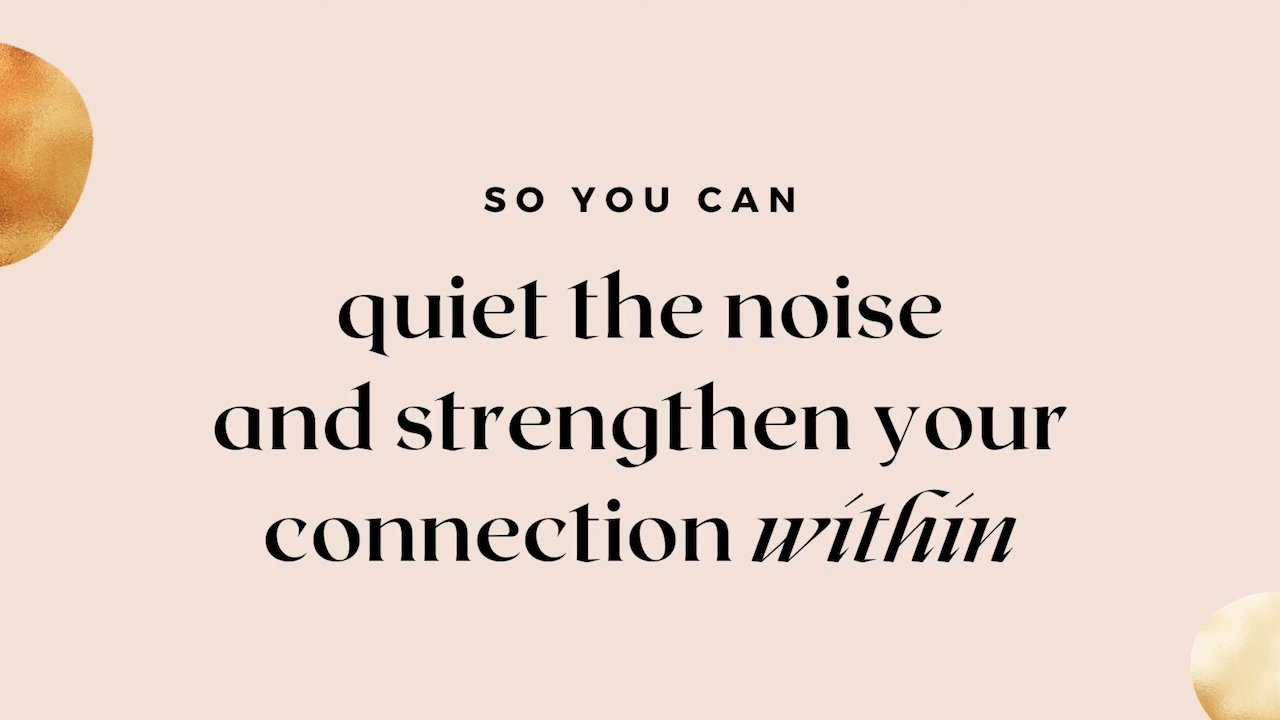 SO YOU CAN
quiet the noise
and strengthen your
connection within